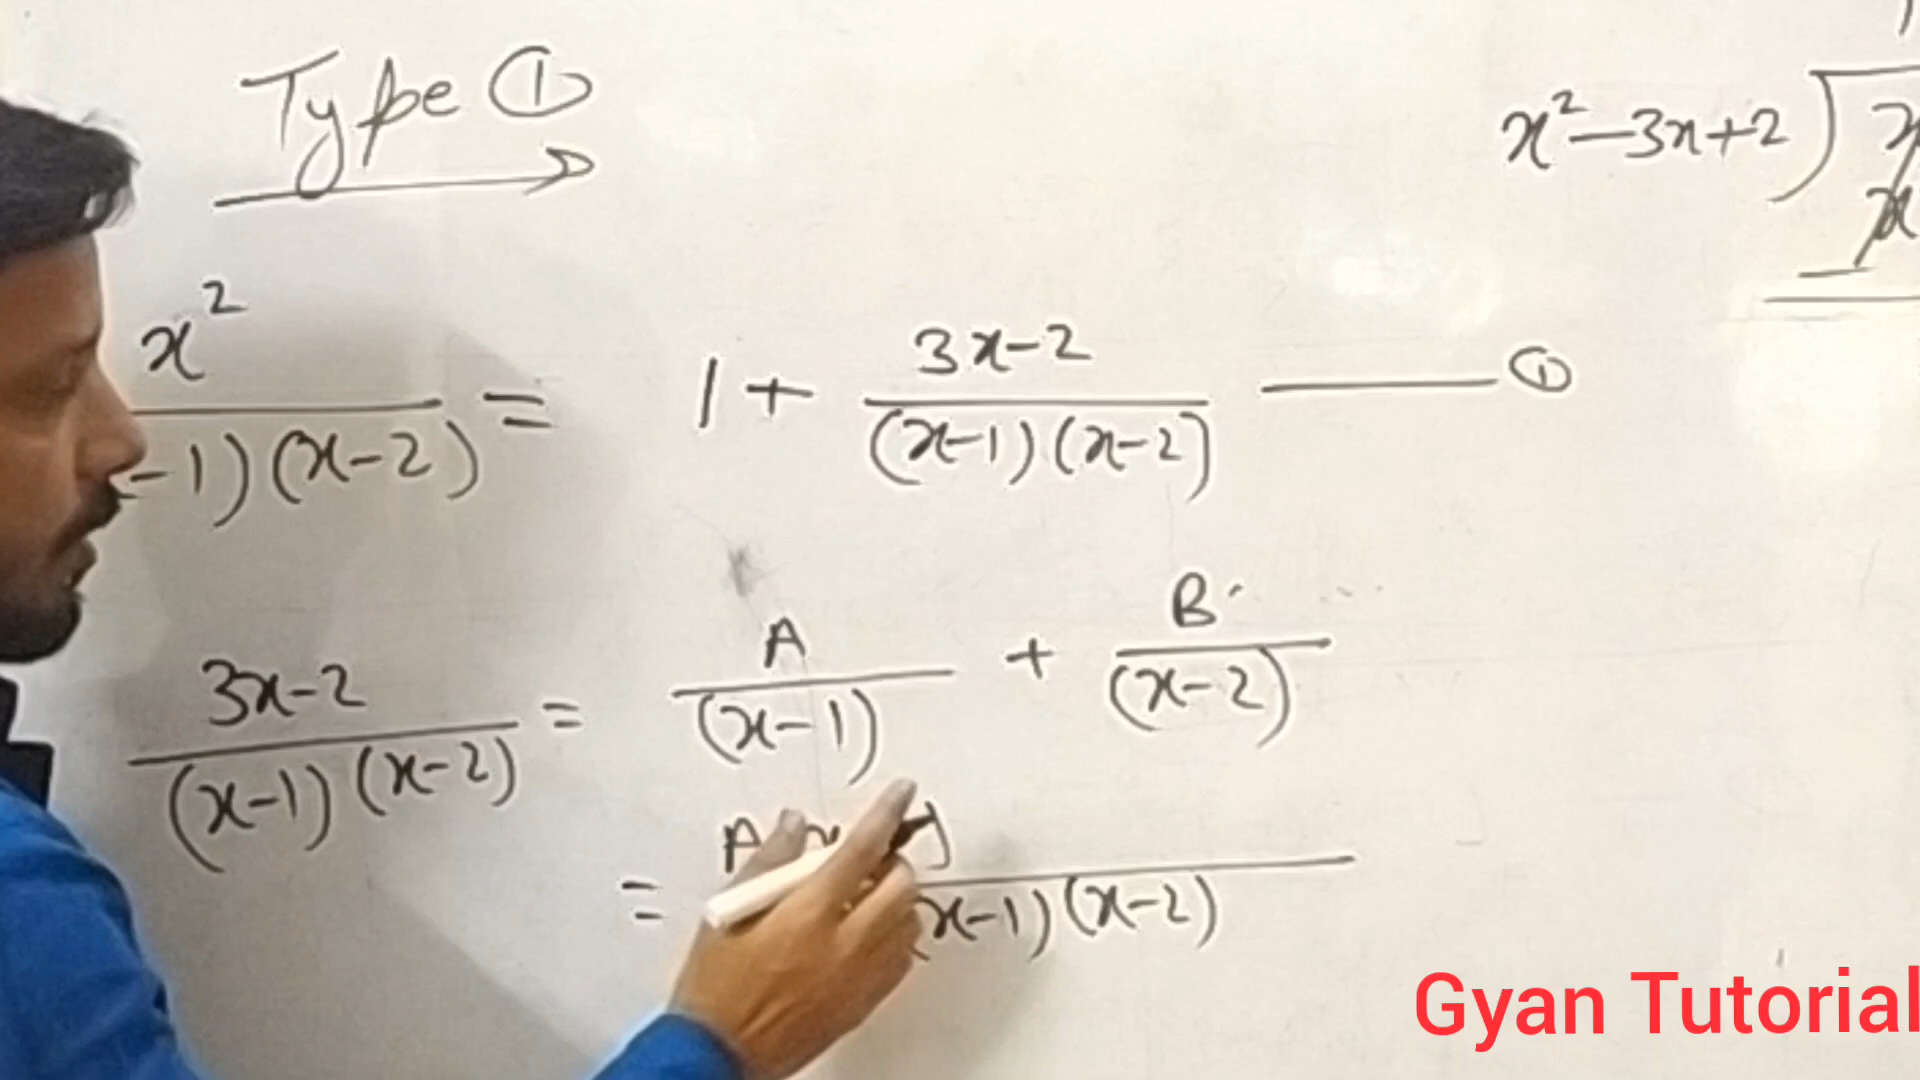 Type ①
x²-3x+2
x²
-1)(x-2) = 1 + 3x-2 / (x-1)(x-2) —— ①
3x-2 / (x-1)(x-2) = A / (x-1) + B / (x-2)
= A / (x-1)(x-2)
Gyan Tutorial